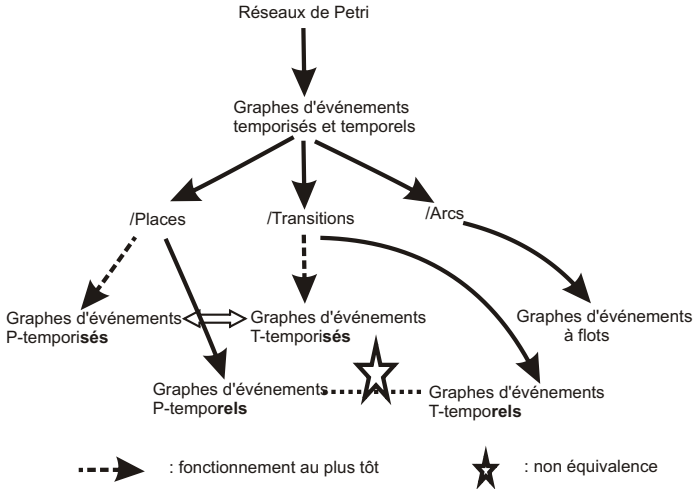 Réseaux de Petri
Graphes d'événements
temporisés et temporels
/Places
/Transitions
/Arcs
Graphes d'événements
P-temporisés
Graphes d'événements
T-temporisés
Graphes d'événements
à flots
Graphes d'événements
P-temporels
Graphes d'événements
T-temporels
: fonctionnement au plus tôt
: non équivalence